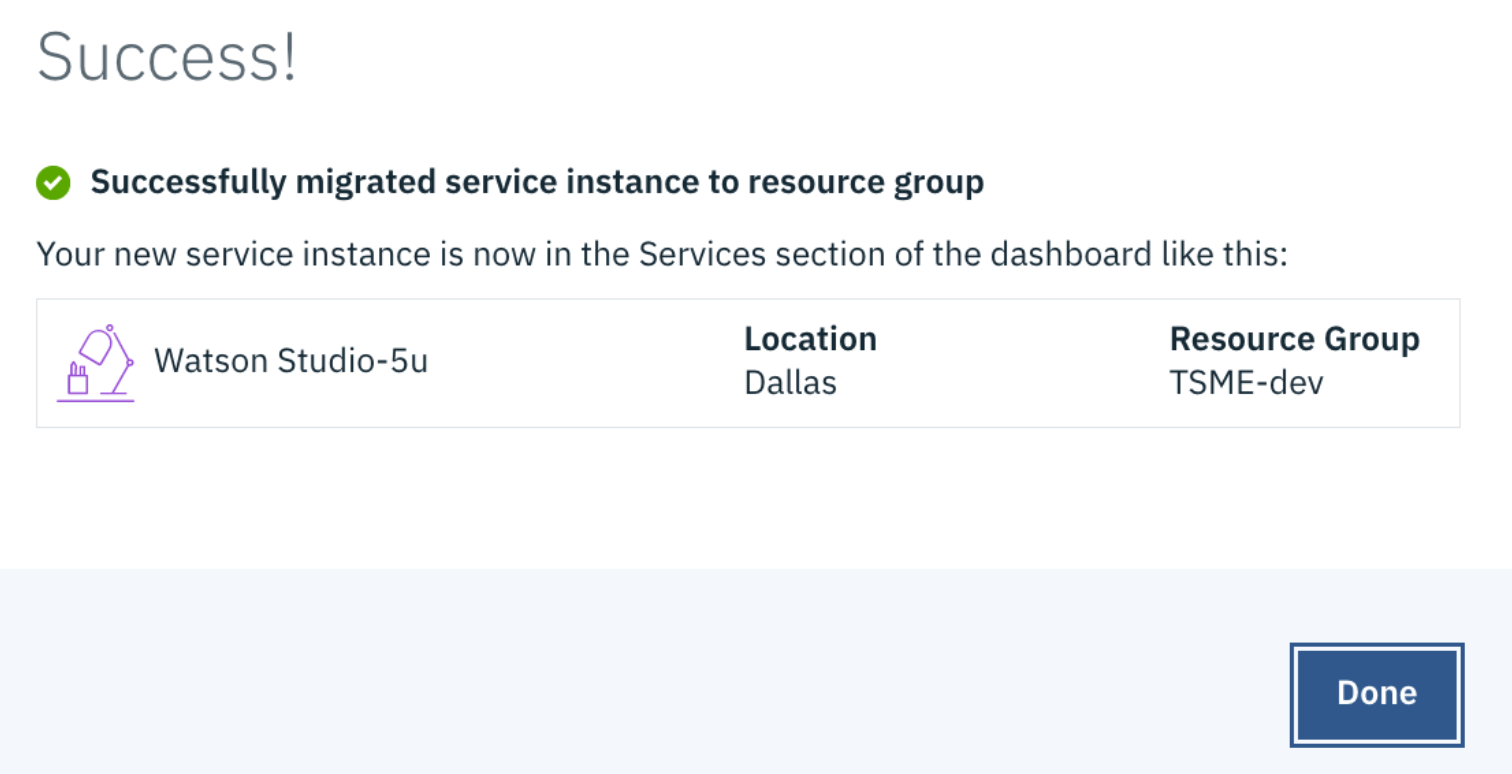 Success!
Successfully migrated service instance to resource group
Your new service instance is now in the Services section of the dashboard like this:
Watson Studio-5u
Location
Dallas
Resource Group
TSME-dev
Done